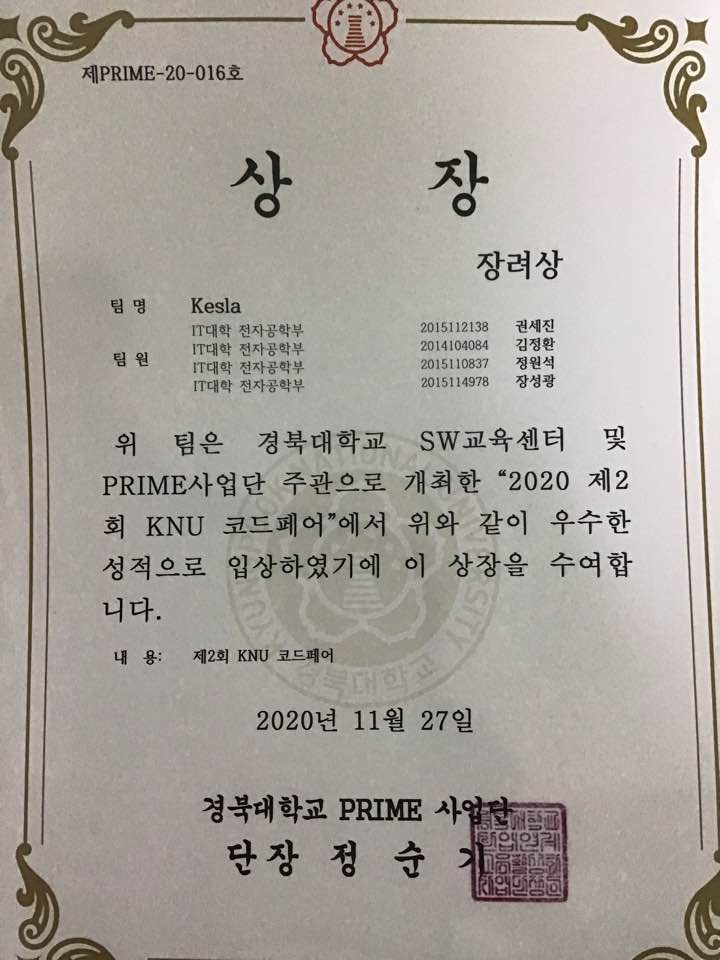 제PRIME-20-016호
상 장
장려상
팀 명 Kesla
IT대학 전자공학부 2015112138 권세진
IT대학 전자공학부 2014104084 김정환
팀 원
IT대학 전자공학부 2015110837 정원석
IT대학 전자공학부 2015114978 장성광
위 팀은 경북대학교 SW교육센터 및
PRIME사업단 주관으로 개최한 “2020 제2
회 KNU 코드페어”에서 위와 같이 우수한
성적으로 입상하였기에 이 상장을 수여합
니다.
내 용: 제2회 KNU 코드페어
2020년 11월 27일
경북대학교 PRIME 사업단
단장 정 순 기